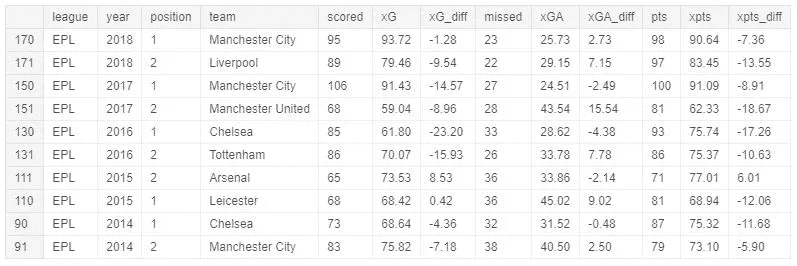 league year position team scored xG xG_diff missed xGA xGA_diff pts xpts xpts_diff
170 EPL 2018 1 Manchester City 95 93.72 -1.28 23 25.73 2.73 98 90.64 -7.36
171 EPL 2018 2 Liverpool 89 79.46 -9.54 22 29.15 7.15 97 83.45 -13.55
150 EPL 2017 1 Manchester City 106 91.43 -14.57 27 24.51 -2.49 100 91.09 -8.91
151 EPL 2017 2 Manchester United 68 59.04 -8.96 28 43.54 15.54 81 62.33 -18.67
130 EPL 2016 1 Chelsea 85 61.80 -23.20 33 28.62 -4.38 93 75.74 -17.26
131 EPL 2016 2 Tottenham 86 70.07 -15.93 26 33.78 7.78 86 75.37 -10.63
111 EPL 2015 2 Arsenal 65 73.53 8.53 36 33.86 -2.14 71 77.01 6.01
110 EPL 2015 1 Leicester 68 68.42 0.42 36 45.02 9.02 81 68.94 -12.06
90 EPL 2014 1 Chelsea 73 68.64 -4.36 32 31.52 -0.48 87 75.32 -11.68
91 EPL 2014 2 Manchester City 83 75.82 -7.18 38 40.50 2.50 79 73.10 -5.90